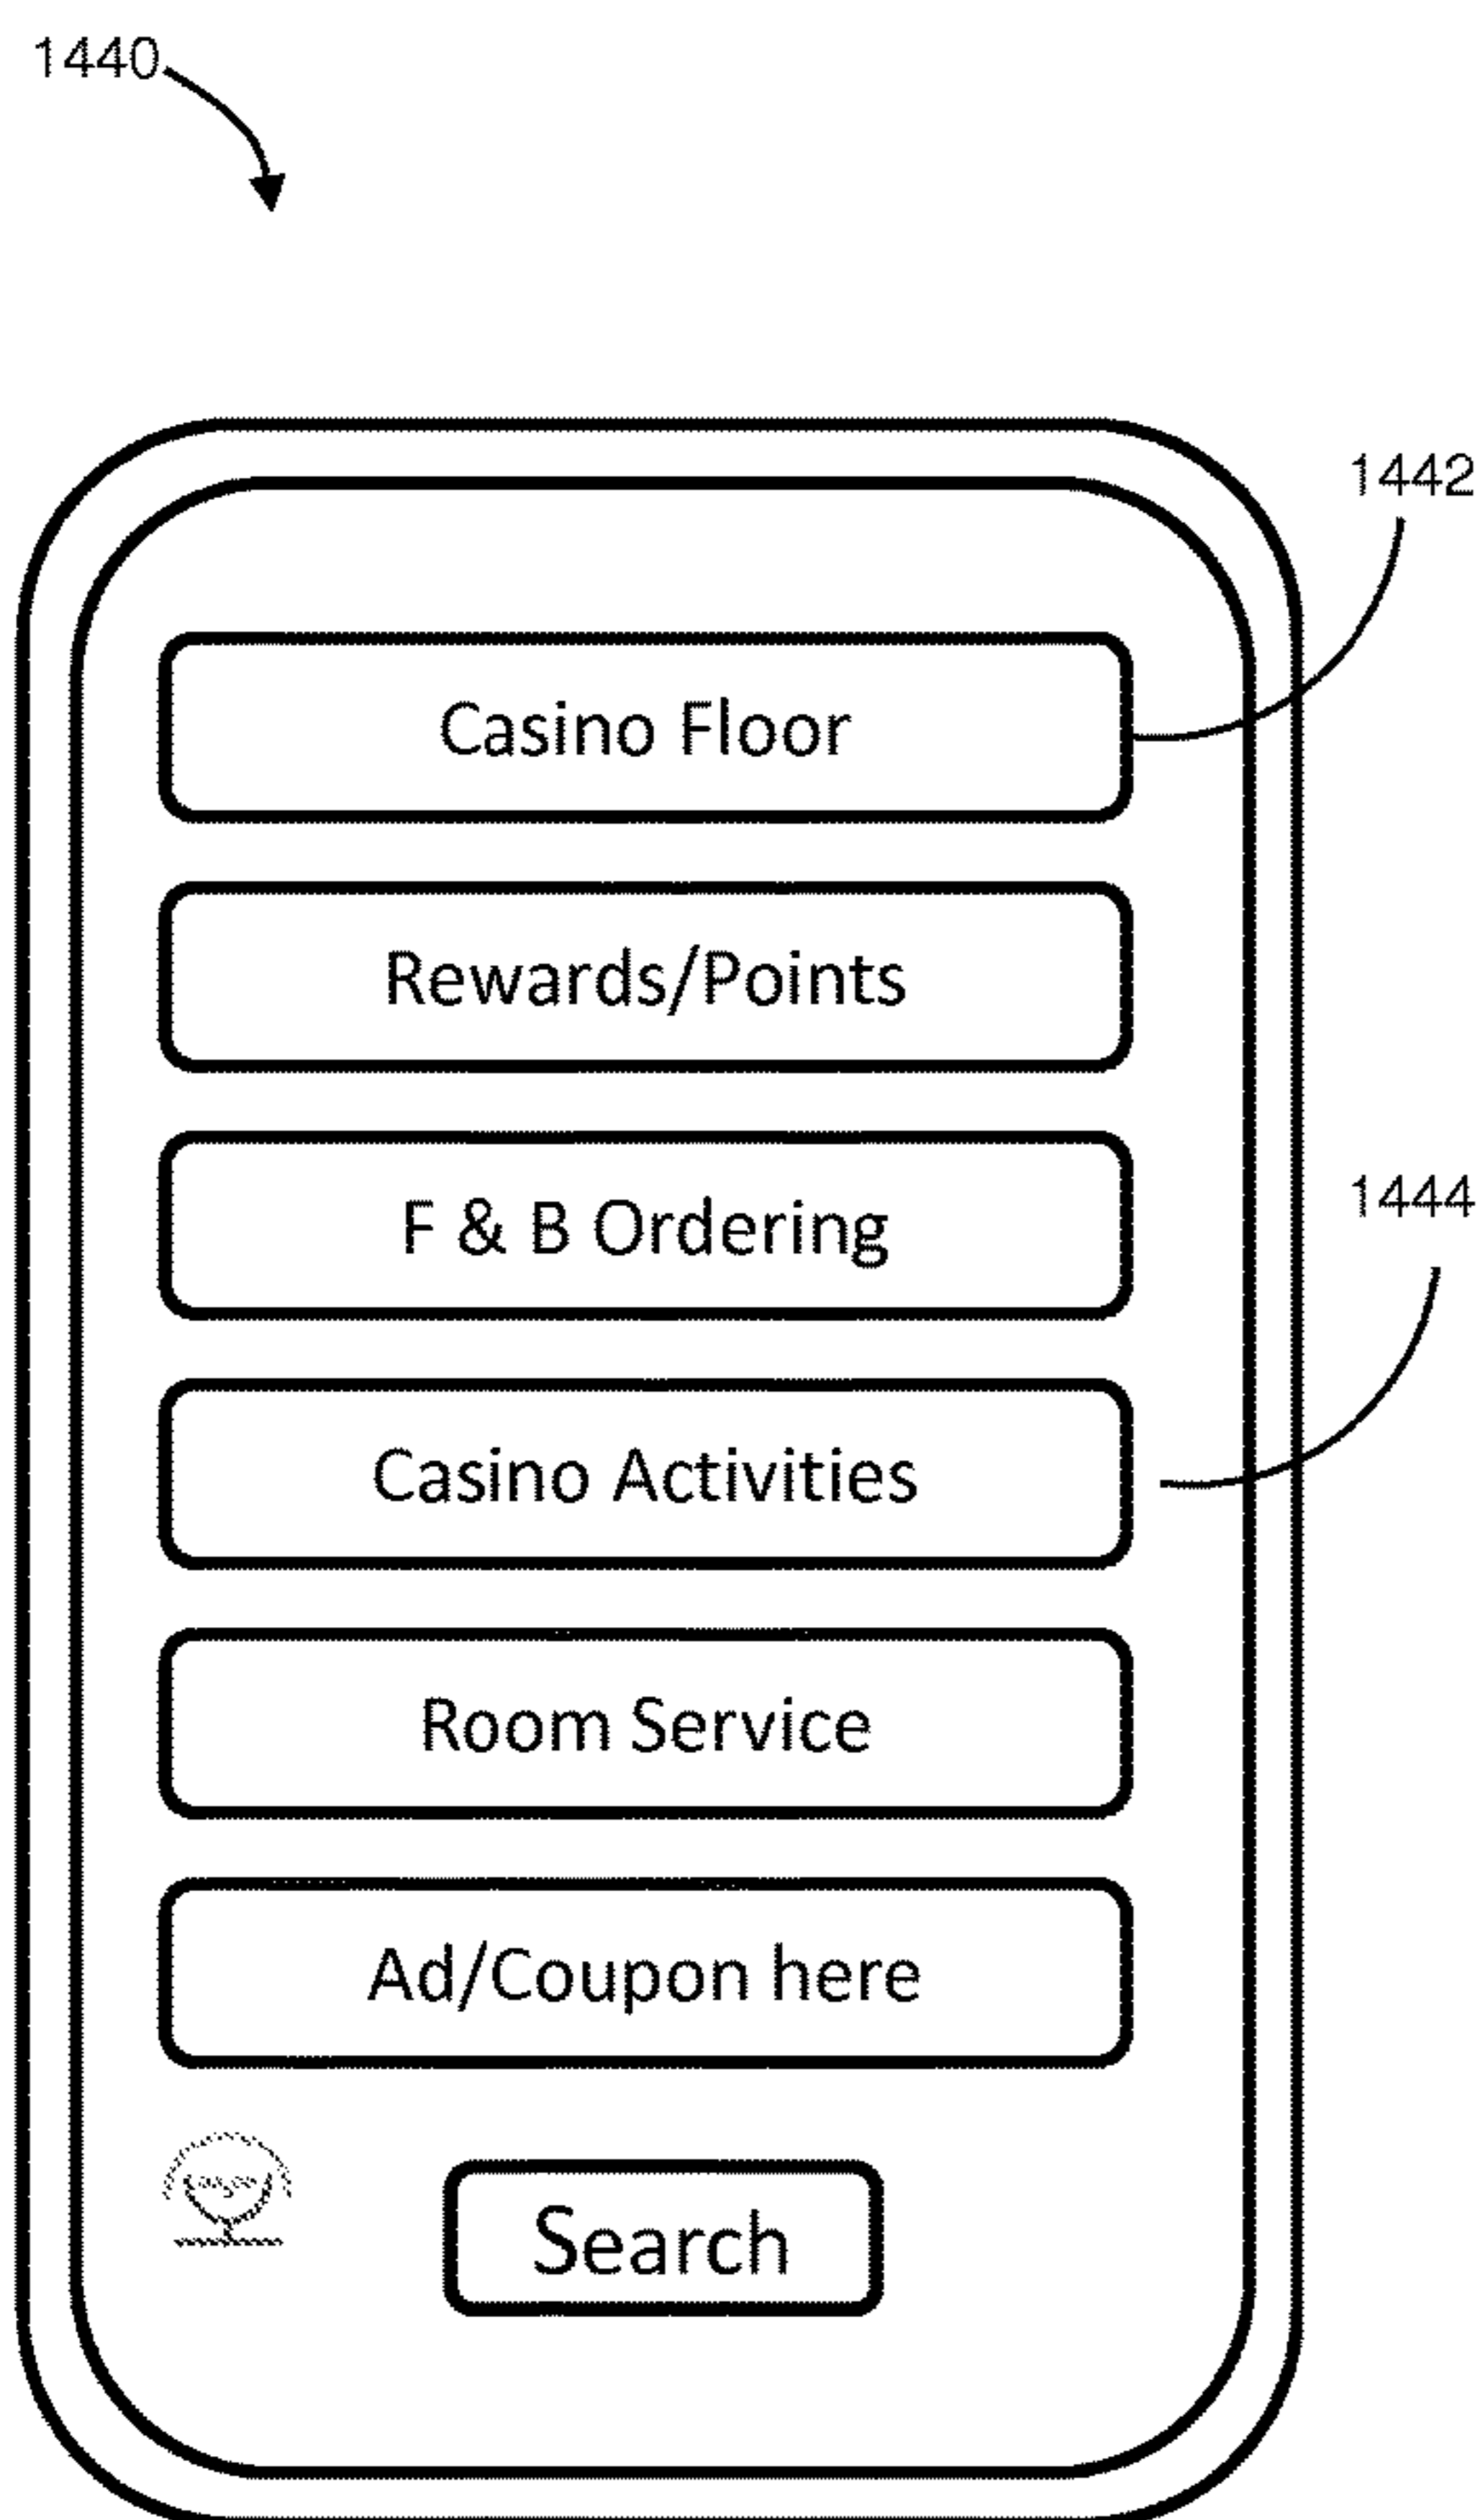 1440
1442
Casino Floor
Rewards/Points
F & B Ordering
1444
Casino Activities
Room Service
Ad/Coupon here
Search